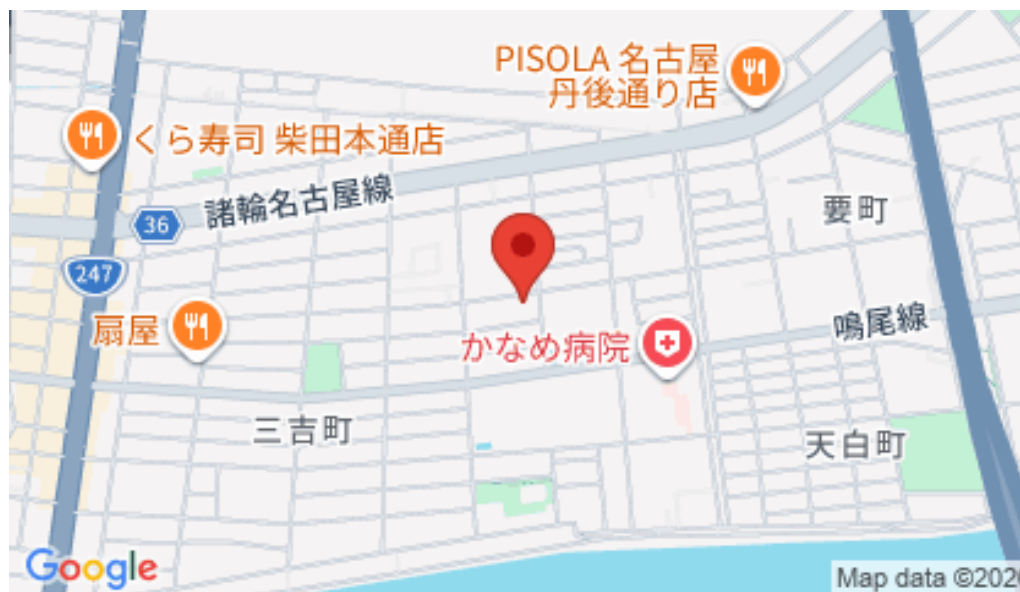 PISOLA 名古屋
丹後通り店
くら寿司 柴田本通店
諸輪名古屋線
36
要町
247
扇屋
かなめ病院
鳴尾線
三吉町
天白町
Google
Map data ©2020